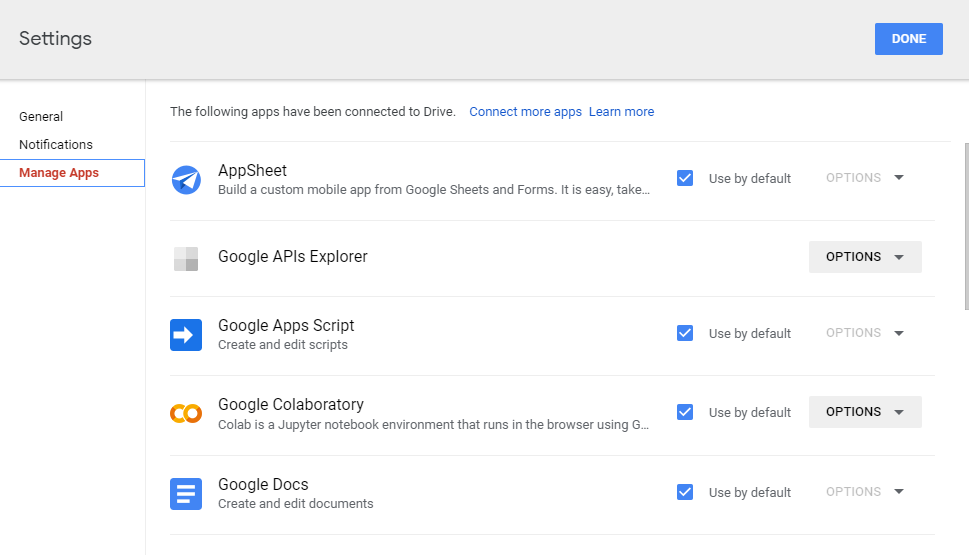 Settings
DONE
General
Notifications
Manage Apps
The following apps have been connected to Drive. Connect more apps Learn more
AppSheet
Build a custom mobile app from Google Sheets and Forms. It is easy, take...
Use by default
OPTIONS
Google APIs Explorer
OPTIONS
Google Apps Script
Create and edit scripts
Use by default
OPTIONS
Google Colaboratory
Colab is a Jupyter notebook environment that runs in the browser using G...
Use by default
OPTIONS
Google Docs
Create and edit documents
Use by default
OPTIONS